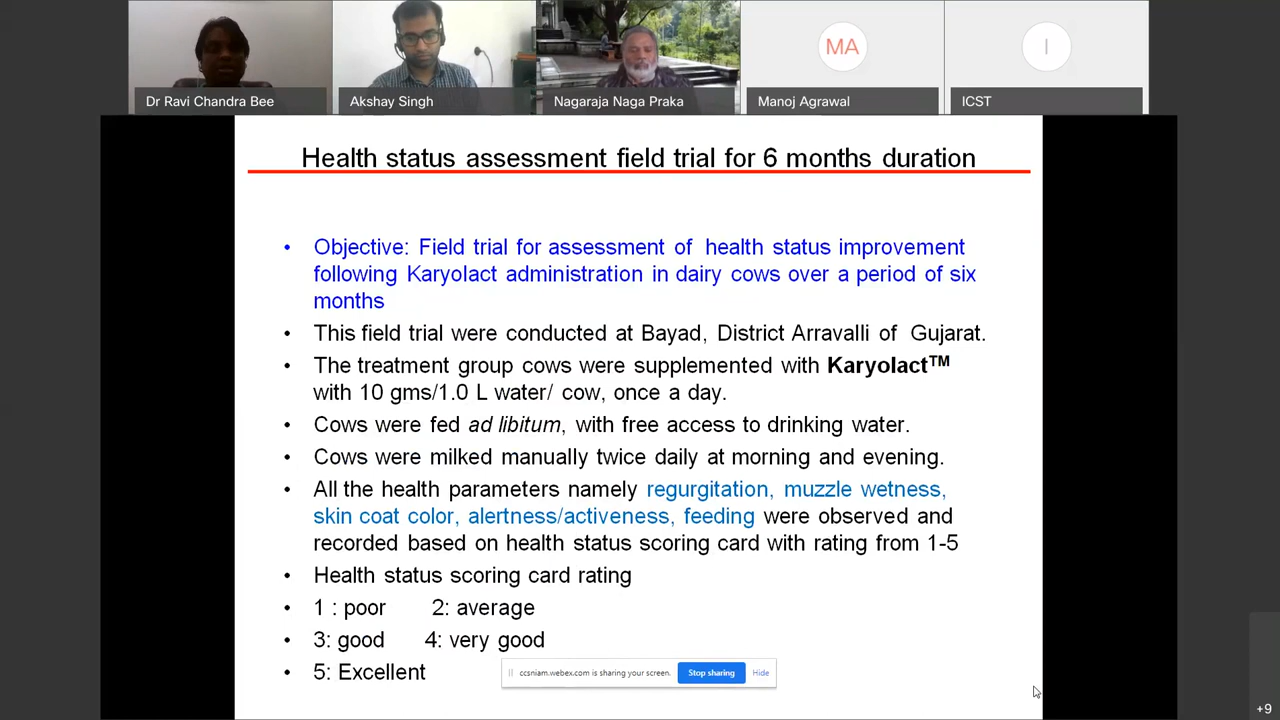 MA
I
Dr Ravi Chandra Bee
Akshay Singh
Nagaraja Naga Praka
Manoj Agrawal
ICST
Health status assessment field trial for 6 months duration
• Objective: Field trial for assessment of health status improvement
following Karyolact administration in dairy cows over a period of six
months
• This field trial were conducted at Bayad, District Arravalli of Gujarat.
• The treatment group cows were supplemented with Karyolact™
with 10 gms/1.0 L water/ cow, once a day.
• Cows were fed ad libitum, with free access to drinking water.
• Cows were milked manually twice daily at morning and evening.
• All the health parameters namely regurgitation, muzzle wetness,
skin coat color, alertness/activeness, feeding were observed and
recorded based on health status scoring card with rating from 1-5
• Health status scoring card rating
• 1 : poor 2: average
• 3: good 4: very good
• 5: Excellent
ccsniam.webex.com is sharing your screen. Stop sharing Hide
+9